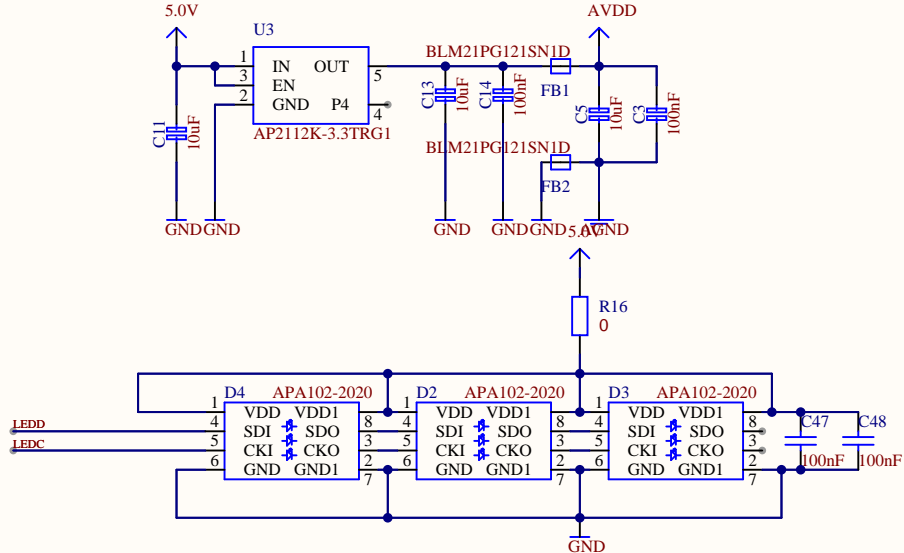 5.0V
AVDD
U3
BLM21PG121SN1D
1 IN OUT 5
3 EN
2 GND P4 4
FB1
C11 10uF
C13 10uF
C14 100nF
C5 10uF
C3 100nF
AP2112K-3.3TRG1
BLM21PG121SN1D
FB2
GND GND GND GND GND AGND
5.0V
R16
0
D4 APA102-2020 D2 APA102-2020 D3 APA102-2020
1 VDD VDD1 8 1 VDD VDD1 8 1 VDD VDD1 8
LEDD 4 SDI SDO 3 4 SDI SDO 3 4 SDI SDO 3
LEDC 5 CKI CKO 2 5 CKI CKO 2 5 CKI CKO 2
6 GND GND1 7 6 GND GND1 7 6 GND GND1 7
C47 C48
100nF 100nF
GND